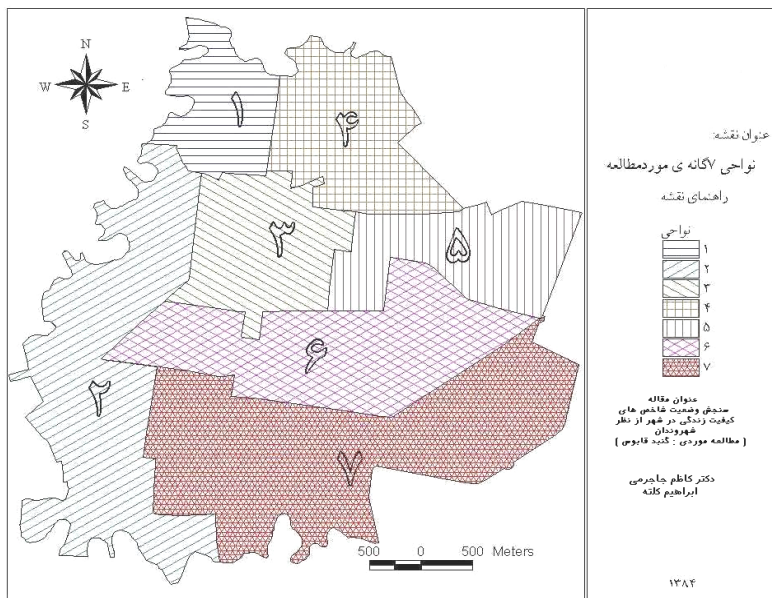 N
W E
S
۱
۴
۳
۵
۶
۲
۷
500 0 500 Meters
عنوان نقشه:
نواحی ۷گانه ی موردمطالعه
راهنمای نقشه
نواحی
۱
۲
۳
۴
۵
۶
۷
عنوان مقاله
سنجش وضعیت شاخص های
کیفیت زندگی در شهر از نظر
شهروندان
( مطالعه موردی : گنبد قابوس )
دکتر کاظم جاجرمی
ابراهیم کلته
۱۳۸۴